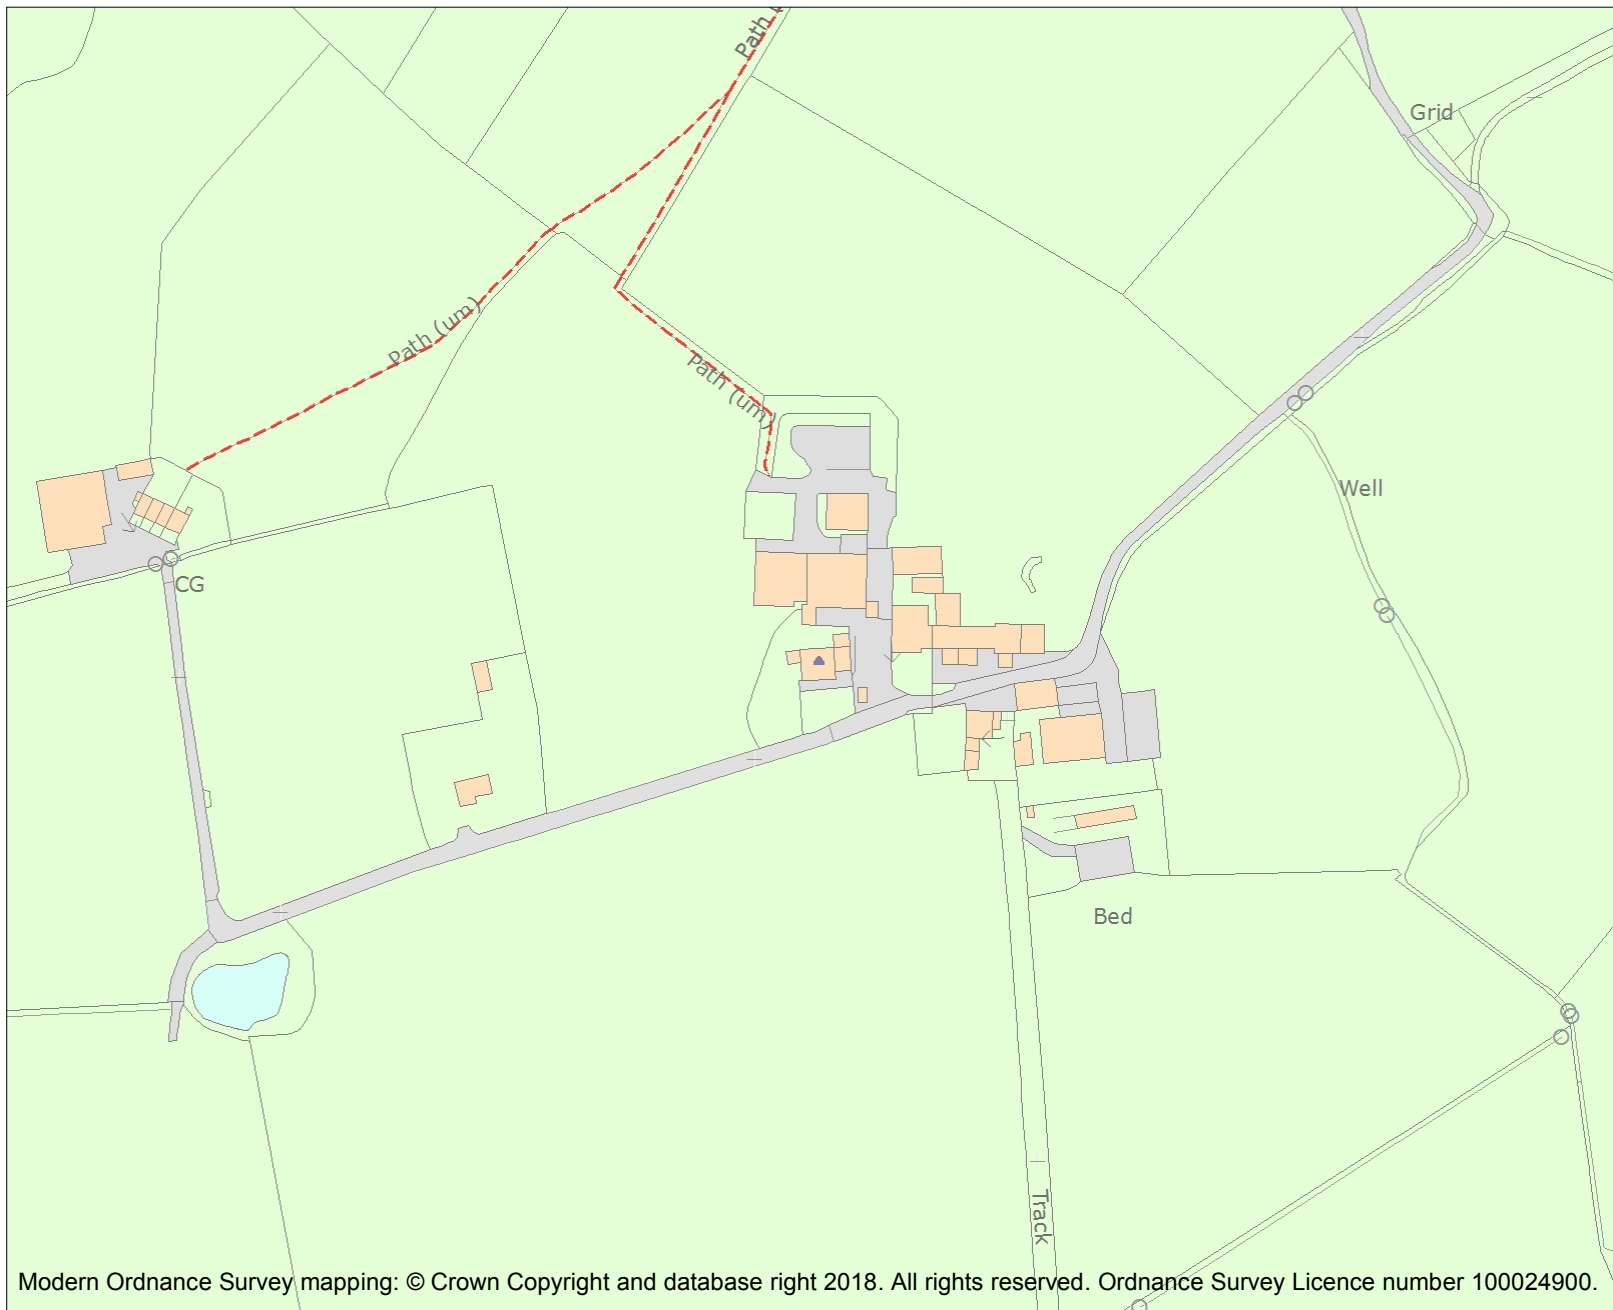 Path (
Grid
Path (um)
Path (um)
Well
CG
Bed
Track
Modern Ordnance Survey mapping: © Crown Copyright and database right 2018. All rights reserved. Ordnance Survey Licence number 100024900.